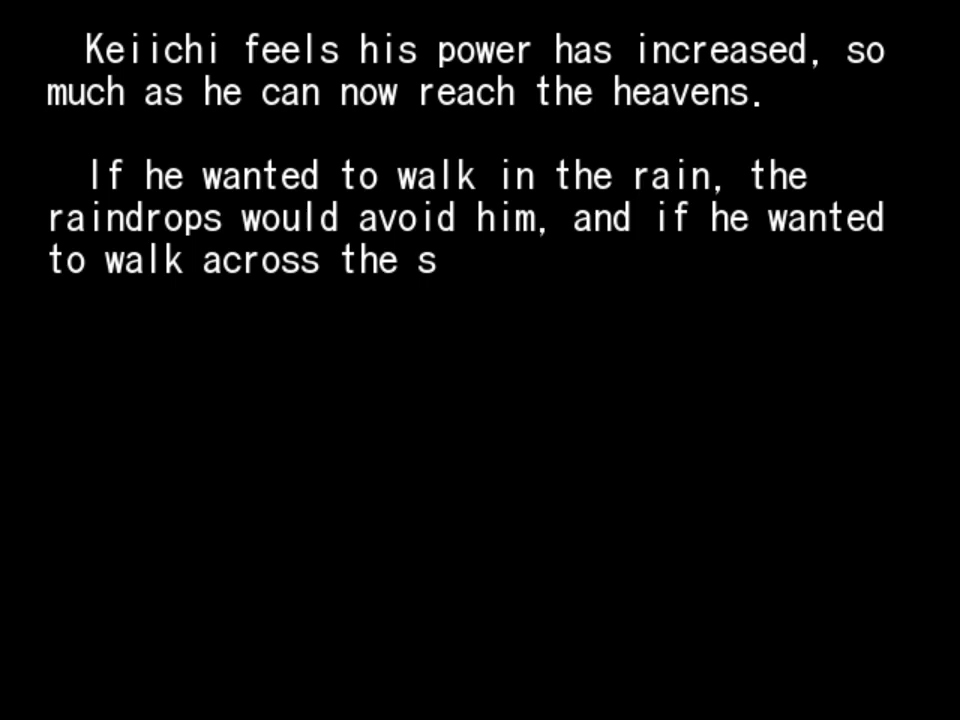 Keiichi feels his power has increased, so
much as he can now reach the heavens.
If he wanted to walk in the rain, the
raindrops would avoid him, and if he wanted
to walk across the s